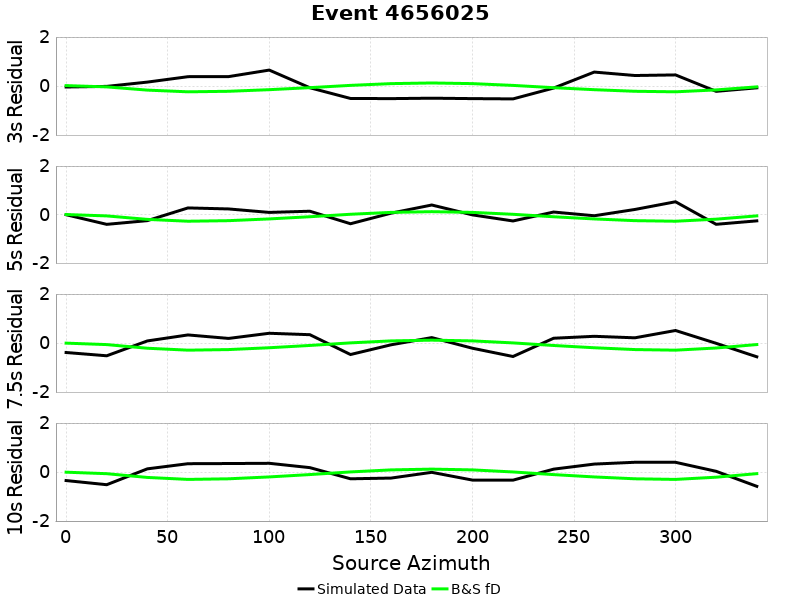 Event 4656025
3s Residual
2
0
-2
5s Residual
2
0
-2
7.5s Residual
2
0
-2
10s Residual
2
0
-2
0 50 100 150 200 250 300
Source Azimuth
Simulated Data B&S fD